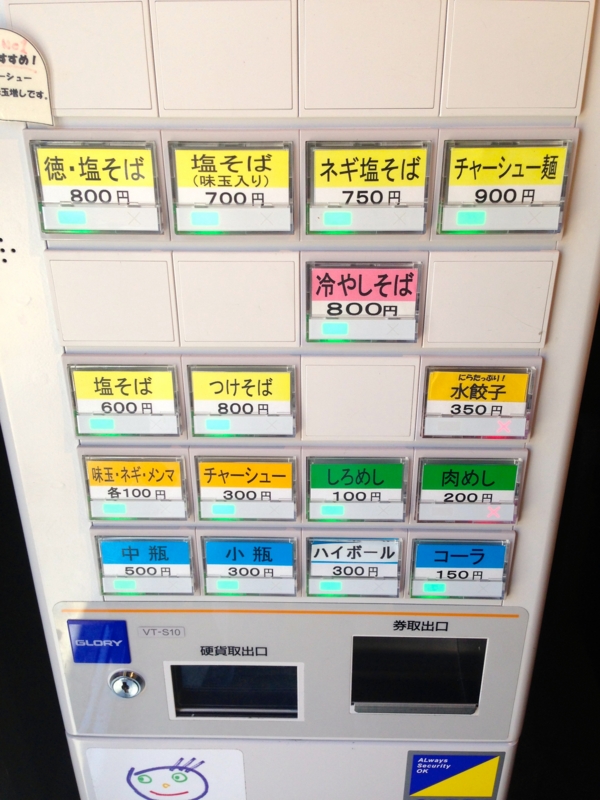 すすめ！
ーシュー
玉増しです。
徳・塩そば
800円
塩そば
(味玉入り)
700円
ネギ塩そば
750円
チャーシュー麺
900円
冷やしそば
800円
塩そば
600円
つけそば
800円
にらたっぷり!
水餃子
350円
味玉・ネギ・メンマ
各100円
チャーシュー
300円
しろめし
100円
肉めし
200円
中瓶
500円
小瓶
300円
ハイボール
300円
コーラ
150円
GLORY
VT-S10
硬貨取出口
券取出口
ALways
Security
OK